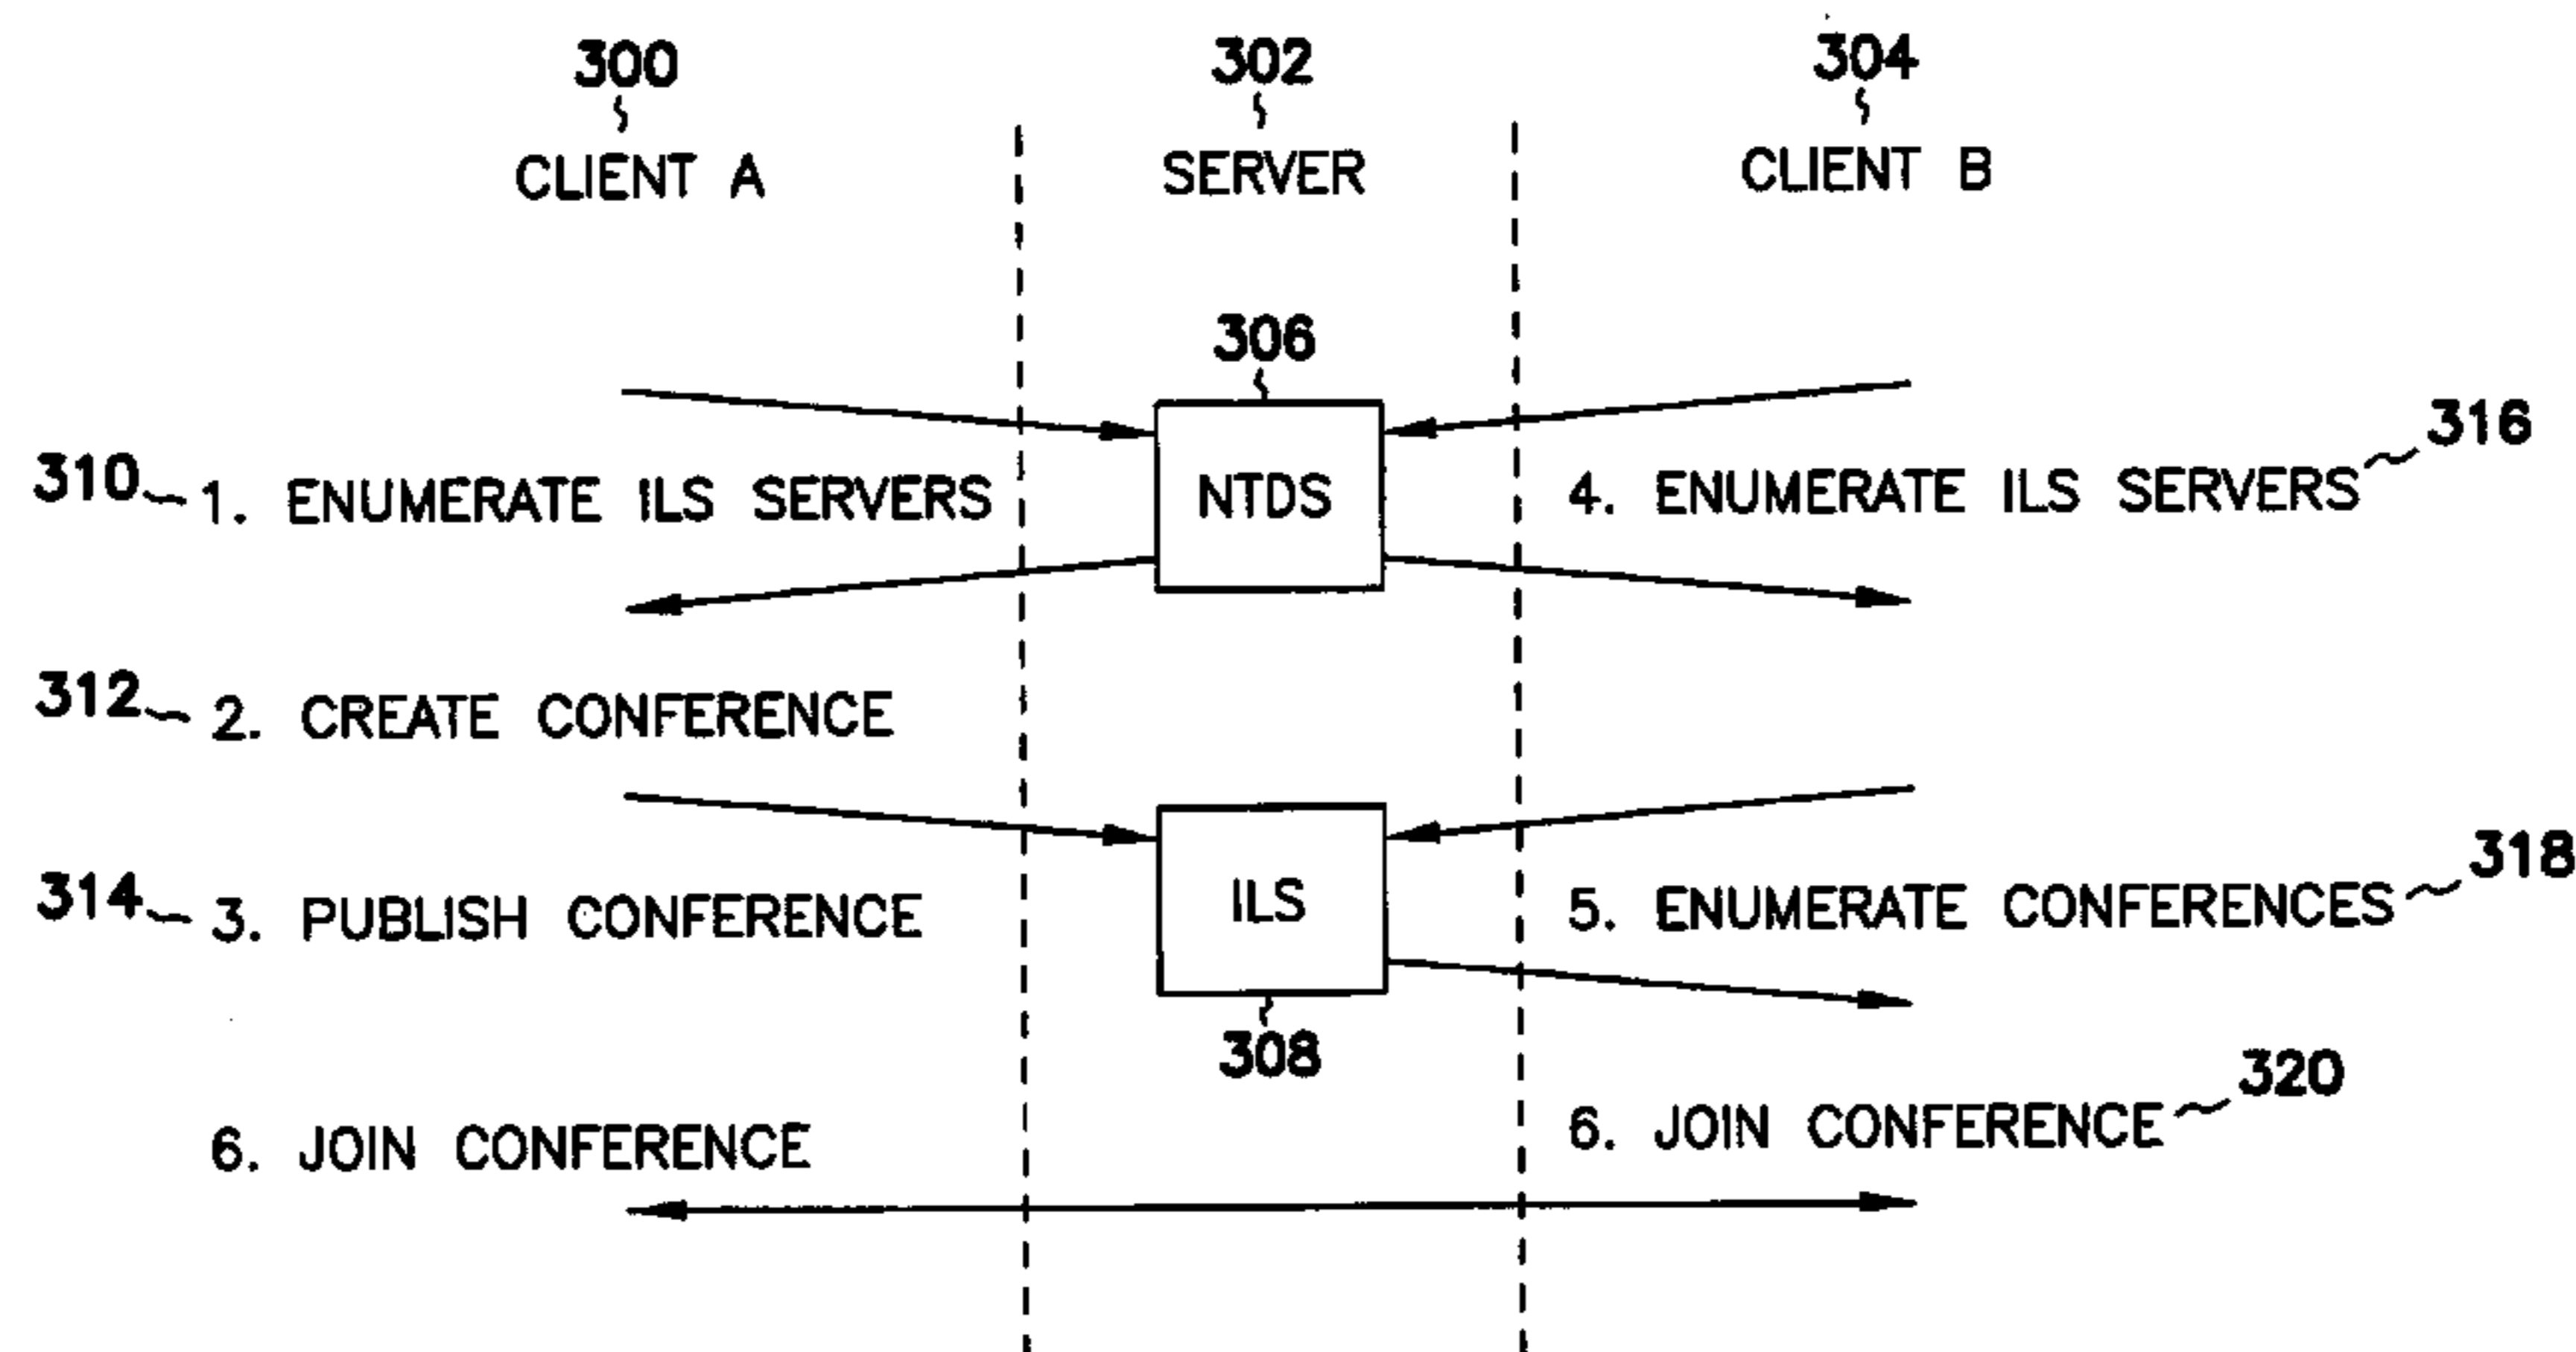 300
302
304
CLIENT A
SERVER
CLIENT B
306
310
1. ENUMERATE ILS SERVERS
NTDS
4. ENUMERATE ILS SERVERS
316
312
2. CREATE CONFERENCE
314
3. PUBLISH CONFERENCE
ILS
5. ENUMERATE CONFERENCES
318
308
6. JOIN CONFERENCE
6. JOIN CONFERENCE
320